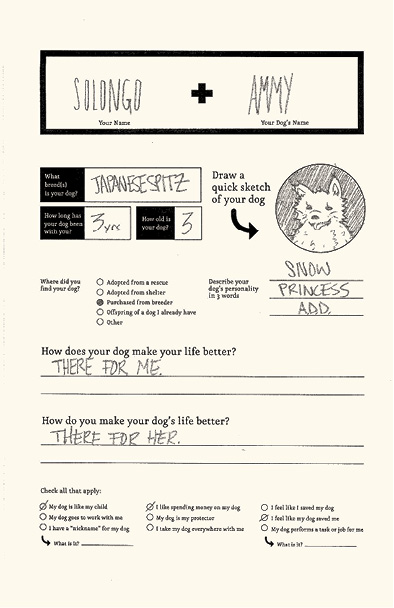 SOLONGO + AMMY
Your Name
Your Dog's Name
What breed(s) is your dog?
JAPANESE SPITZ
How long has your dog been with you?
3yrs
How old is your dog?
3
Draw a quick sketch of your dog
Where did you find your dog?
Adopted from a rescue
Adopted from shelter
Purchased from breeder
Offspring of a dog I already have
Other
Describe your dog's personality in 3 words
SNOW
PRINCESS
ADD.
How does your dog make your life better?
THERE FOR ME.
How do you make your dog's life better?
THERE FOR HER.
Check all that apply:
My dog is like my child
My dog goes to work with me
I have a "nickname" for my dog
What is it?
I like spending money on my dog
My dog is my protector
I take my dog everywhere with me
I feel like I saved my dog
I feel like my dog saved me
My dog performs a task or job for me
What is it?